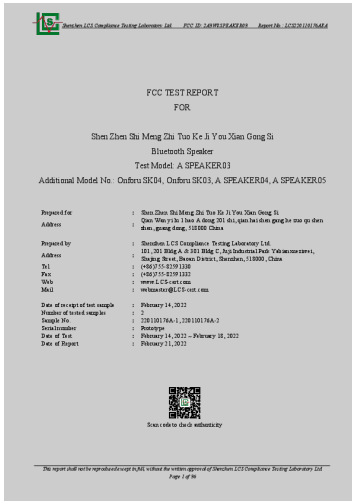 Shenzhen LCS Compliance Testing Laboratory Ltd. FCC ID: 2A3WLSPEAKER03 Report No.: LCS220110176AEA
FCC TEST REPORT
FOR
Shen Zhen Shi Meng Zhi Tuo Ke Ji You Xian Gong Si
Bluetooth Speaker
Test Model: A SPEAKER03
Additional Model No.: Onforu SK04, Onforu SK03, A SPEAKER04, A SPEAKER05
Prepared for : Shen Zhen Shi Meng Zhi Tuo Ke Ji You Xian Gong Si
Address : Qian Wan yi lu 1 hao A dong 201 shi, qian hai shen gang he zuo qu shen
zhen, guang dong, 518000 China
Prepared by : Shenzhen LCS Compliance Testing Laboratory Ltd.
Address : 101, 201 Bldg A & 301 Bldg C, Juji Industrial Park Yabianxueziwei,
Shajing Street, Baoan District, Shenzhen, 518000, China
Tel : (+86)755-82591330
Fax : (+86)755-82591332
Web : www.LCS-cert.com
Mail : webmaster@LCS-cert.com
Date of receipt of test sample : February 14, 2022
Number of tested samples : 2
Sample No. : 220110176A-1, 220110176A-2
Serial number : Prototype
Date of Test : February 14, 2022 – February 18, 2022
Date of Report : February 21, 2022
Scan code to check authenticity
This report shall not be reproduced except in full, without the written approval of Shenzhen LCS Compliance Testing Laboratory Ltd.
Page 1 of 86